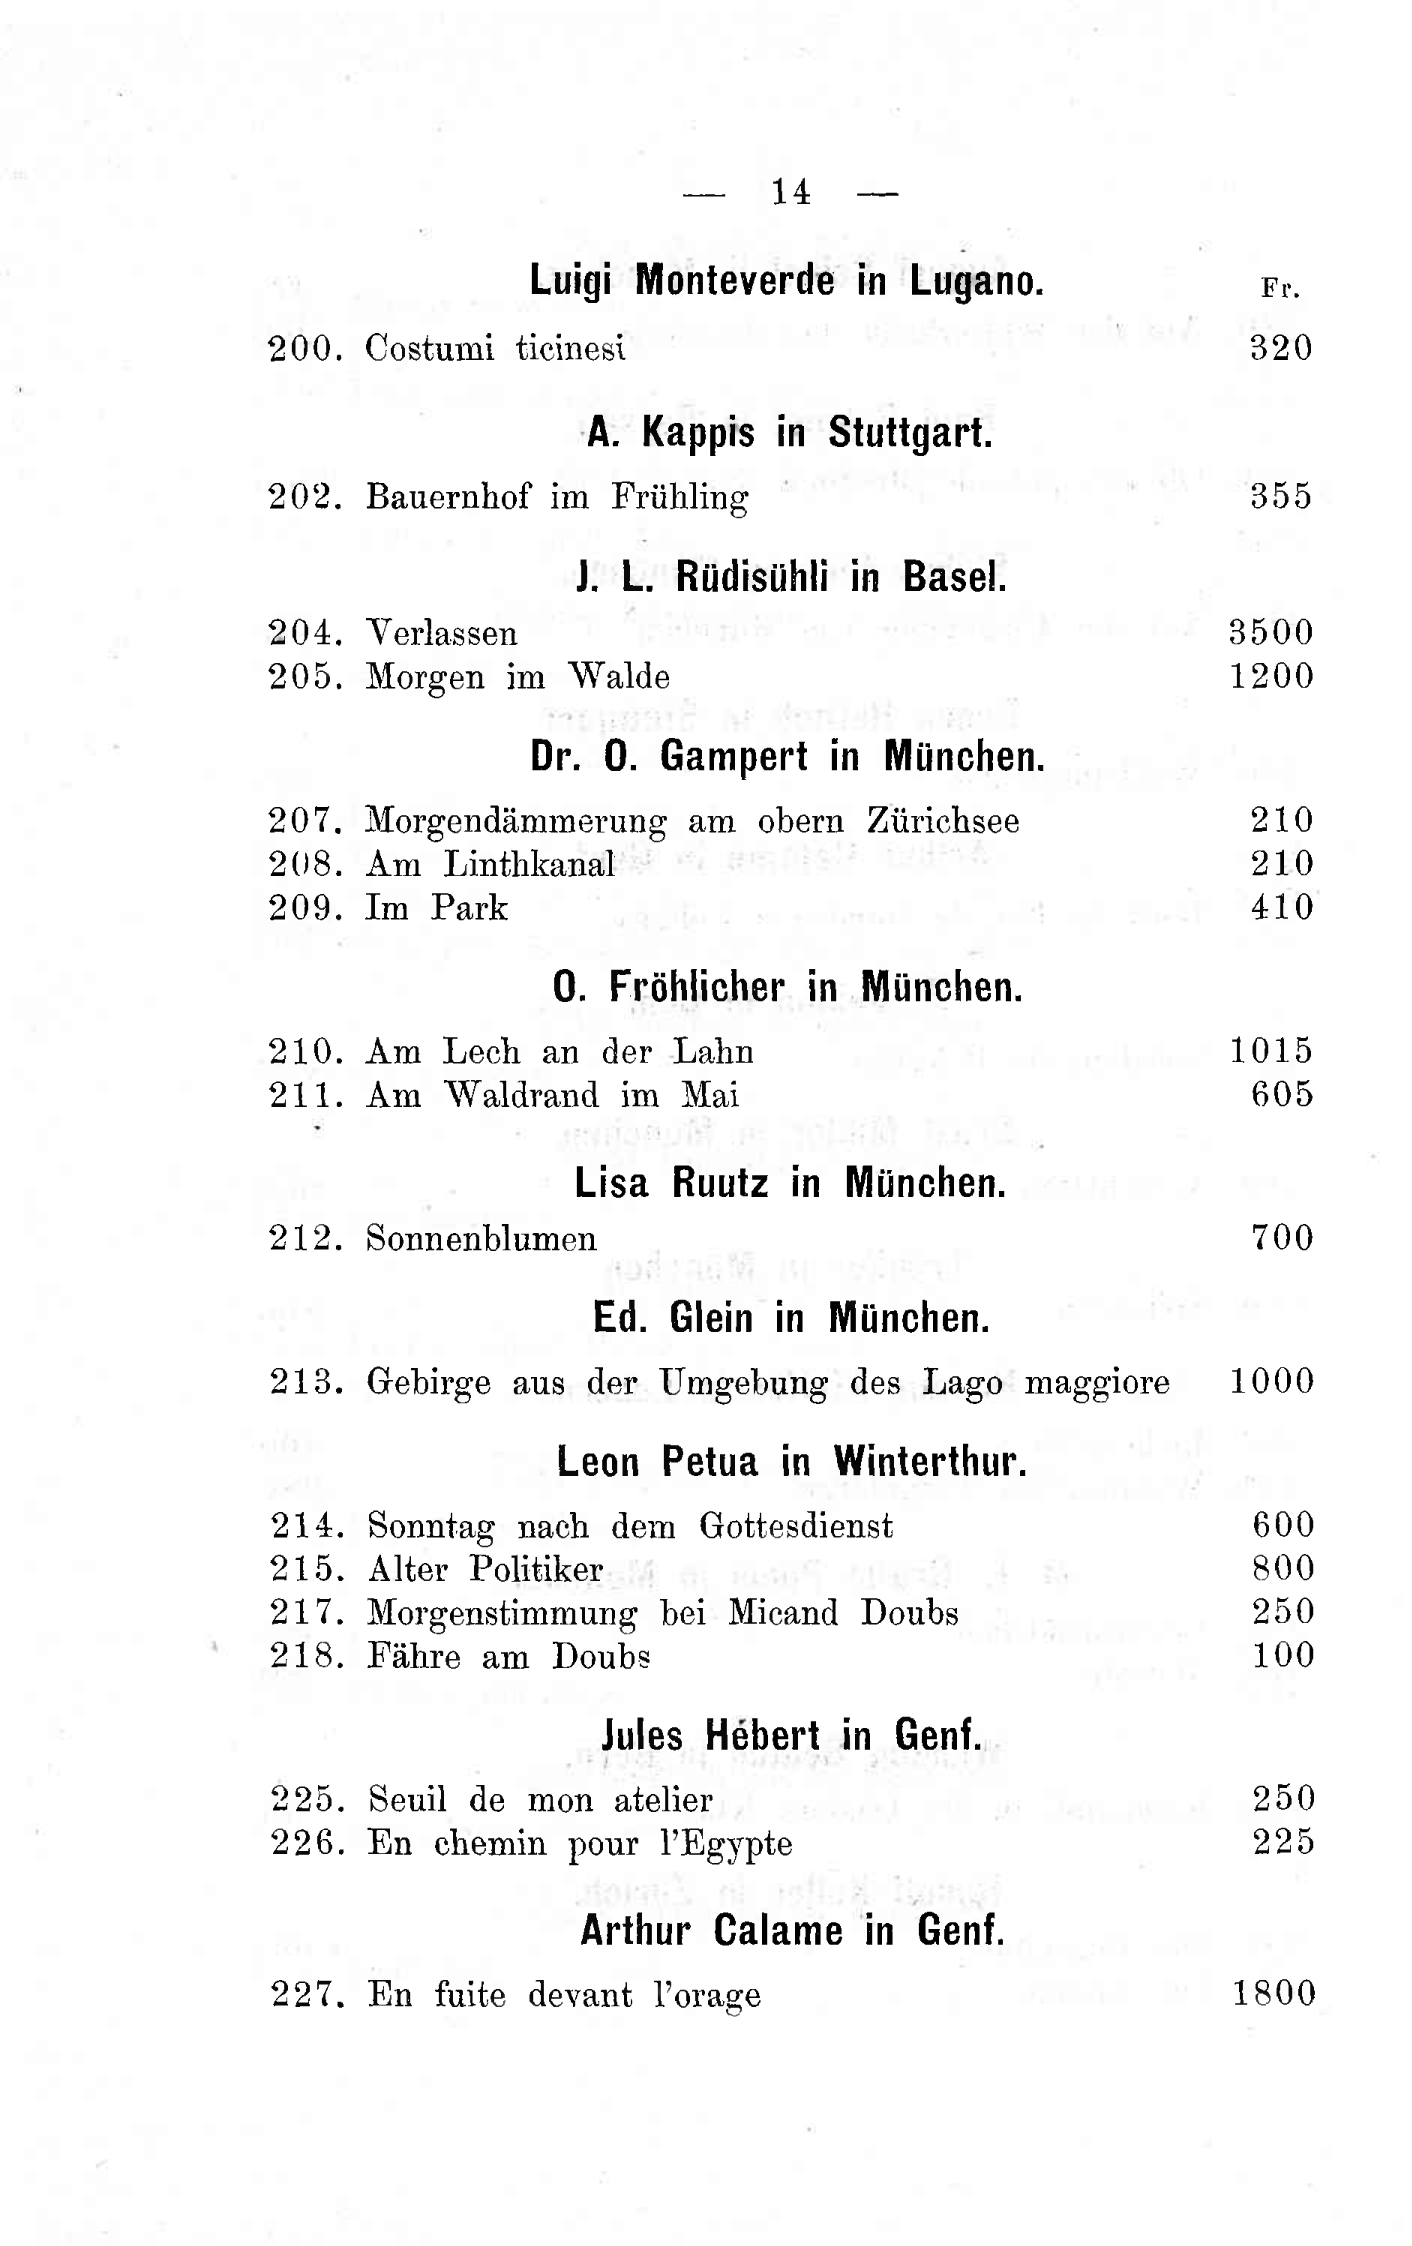 — 14 —
Luigi Monteverde in Lugano. Fr.
200. Costumi ticinesi 320
A. Kappis in Stuttgart.
202. Bauernhof im Frühling 355
J. L. Rüdisühli in Basel.
204. Verlassen 3500
205. Morgen im Walde 1200
Dr. O. Gampert in München.
207. Morgendämmerung am obern Zürichsee 210
208. Am Linthkanal 210
209. Im Park 410
O. Fröhlicher in München.
210. Am Lech an der Lahn 1015
211. Am Waldrand im Mai 605
Lisa Ruutz in München.
212. Sonnenblumen 700
Ed. Glein in München.
213. Gebirge aus der Umgebung des Lago maggiore 1000
Leon Petua in Winterthur.
214. Sonntag nach dem Gottesdienst 600
215. Alter Politiker 800
217. Morgenstimmung bei Micand Doubs 250
218. Fähre am Doubs 100
Jules Hébert in Genf.
225. Seuil de mon atelier 250
226. En chemin pour l'Egypte 225
Arthur Calame in Genf.
227. En fuite devant l'orage 1800